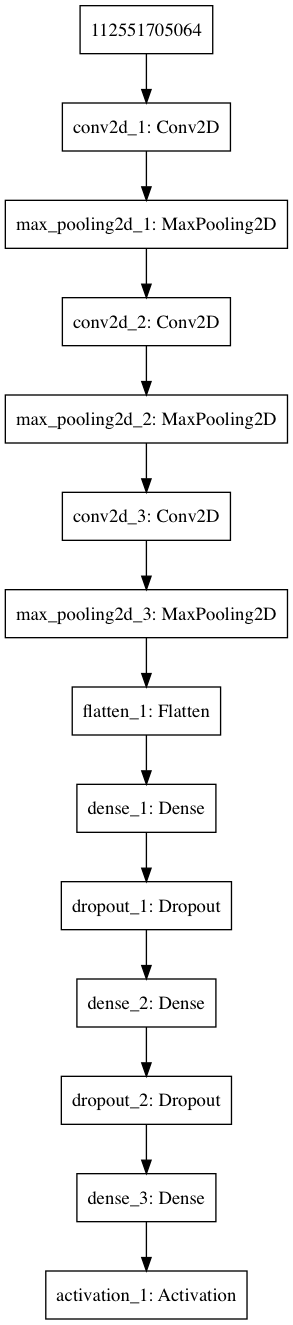 112551705064
conv2d_1: Conv2D
max_pooling2d_1: MaxPooling2D
conv2d_2: Conv2D
max_pooling2d_2: MaxPooling2D
conv2d_3: Conv2D
max_pooling2d_3: MaxPooling2D
flatten_1: Flatten
dense_1: Dense
dropout_1: Dropout
dense_2: Dense
dropout_2: Dropout
dense_3: Dense
activation_1: Activation